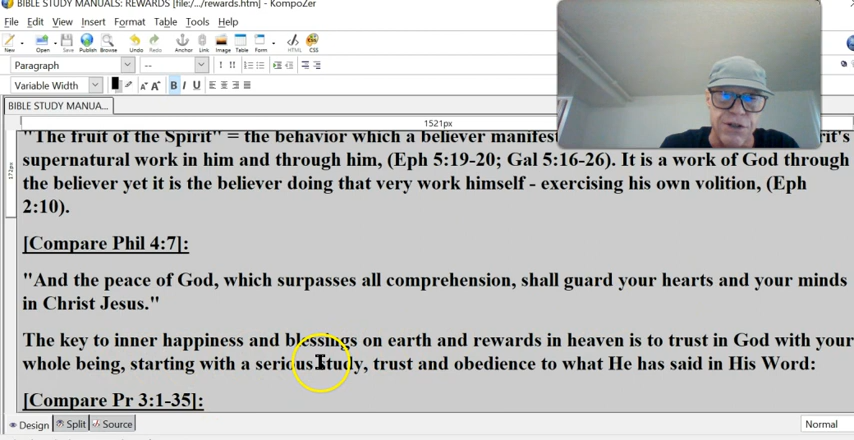 BIBLE STUDY MANUALS: REWARDS [file:/.../rewards.htm] - KompoZer
File Edit View Insert Format Table Tools Help
New Open Save Publish Browse Undo Redo Anchor Link Image Table Form HTML CSS
Paragraph --
Variable Width A A B I U
BIBLE STUDY MANUA...
1521px
172px
"The fruit of the Spirit" = the behavior which a believer manifest rit's
supernatural work in him and through him, (Eph 5:19-20; Gal 5:16-26). It is a work of God through
the believer yet it is the believer doing that very work himself - exercising his own volition, (Eph
2:10).
[Compare Phil 4:7]:
"And the peace of God, which surpasses all comprehension, shall guard your hearts and your minds
in Christ Jesus."
The key to inner happiness and blessings on earth and rewards in heaven is to trust in God with your
whole being, starting with a serious study, trust and obedience to what He has said in His Word:
[Compare Pr 3:1-35]:
Design Split Source Normal